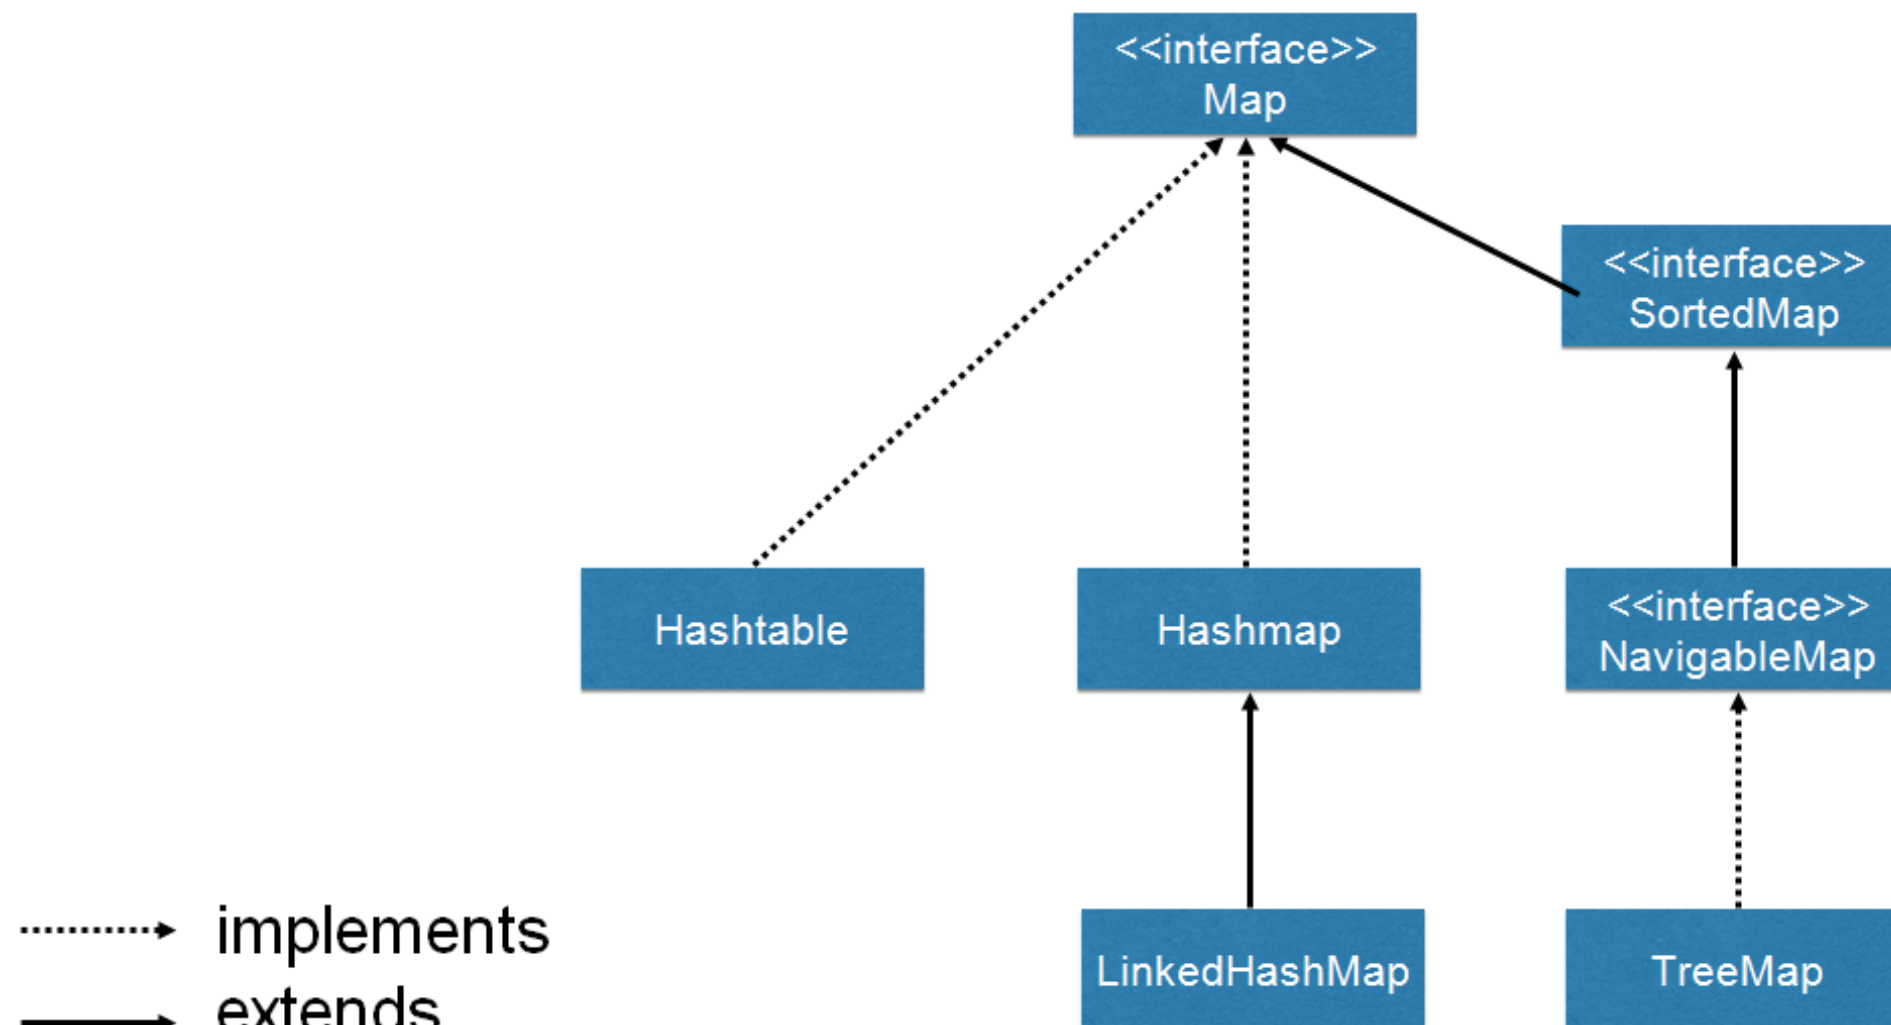 <<interface>>
Map
<<interface>>
SortedMap
Hashtable
Hashmap
<<interface>>
NavigableMap
implements
LinkedHashMap
TreeMap
extends